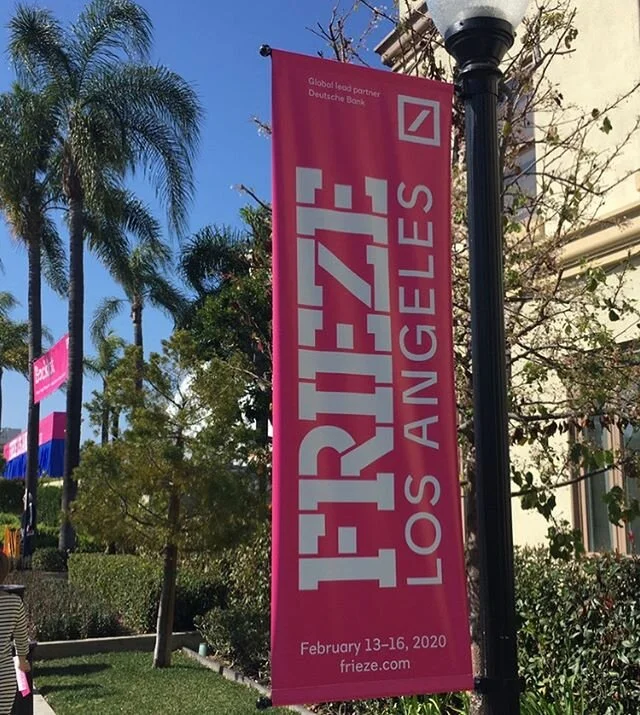 Global lead partner
Deutsche Bank
FRIEZE
LOS ANGELES
February 13–16, 2020
frieze.com